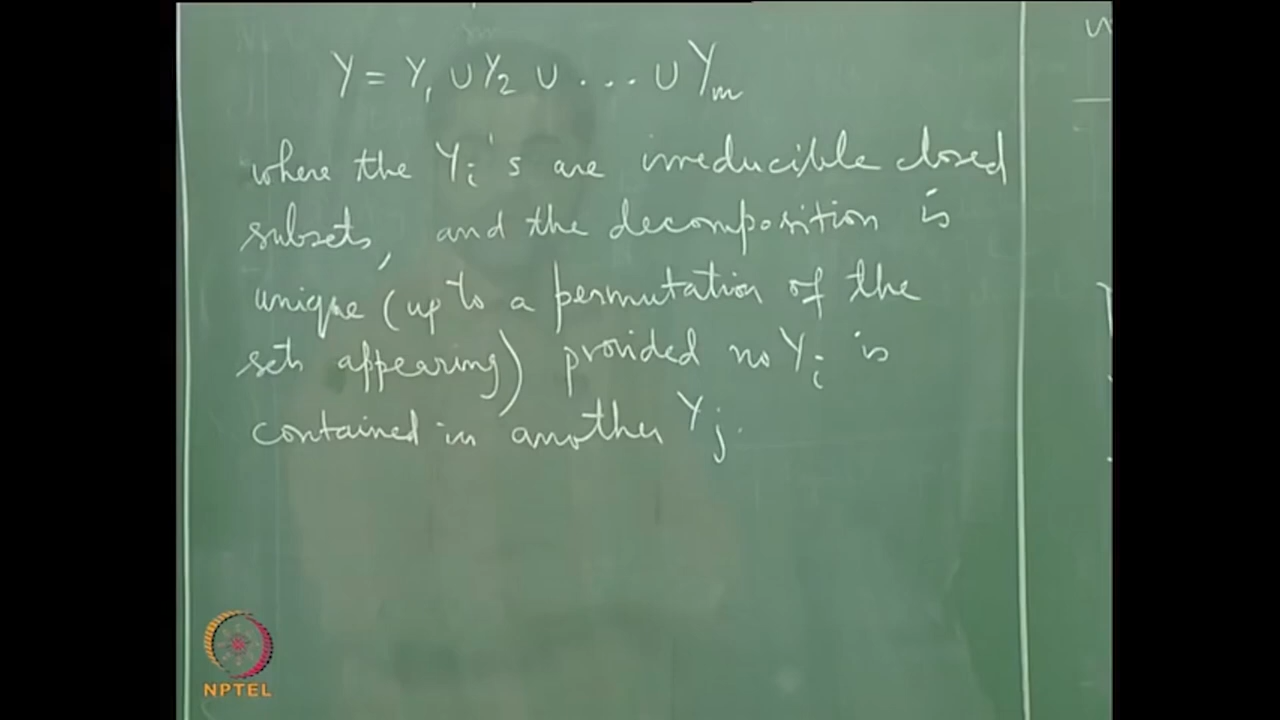 Y = Y₁ ∪ Y₂ ∪ ... ∪ Yₘ
where the Yᵢ's are irreducible closed
subsets, and the decomposition is
unique (up to a permutation of the
sets appearing) provided no Yᵢ is
contained in another Yⱼ.
NPTEL